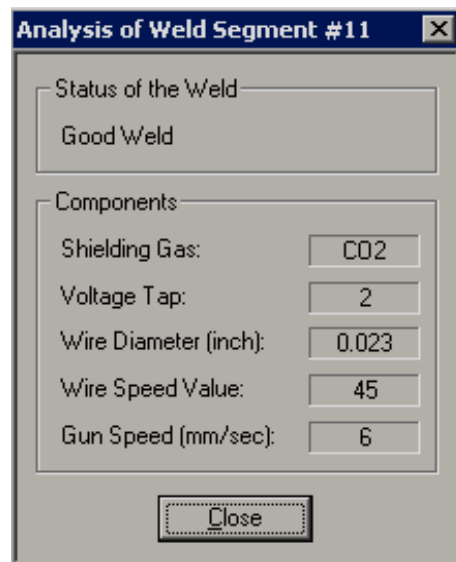 Analysis of Weld Segment #11
Status of the Weld
Good Weld
Components
Shielding Gas: CO2
Voltage Tap: 2
Wire Diameter (inch): 0.023
Wire Speed Value: 45
Gun Speed (mm/sec): 6
Close